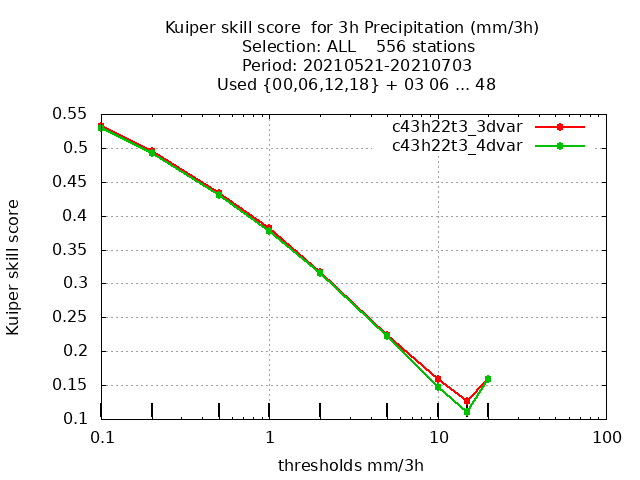 Kuiper skill score  for 3h Precipitation (mm/3h)
Selection: ALL    556 stations
Period: 20210521-20210703
Used {00,06,12,18} + 03 06 ... 48
c43h22t3_3dvar
c43h22t3_4dvar
Kuiper skill score
0.55
0.5
0.45
0.4
0.35
0.3
0.25
0.2
0.15
0.1
0.1 1 10 100
thresholds mm/3h